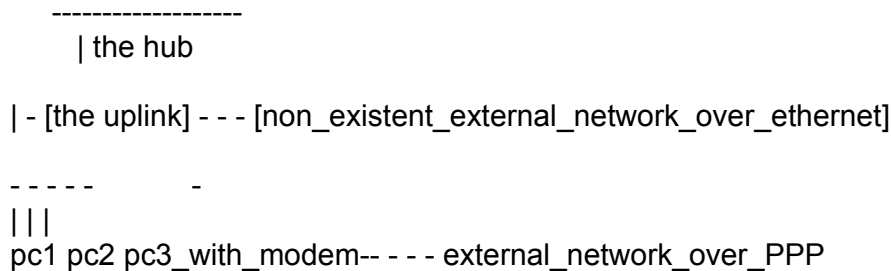 -------------------
| the hub
| - [the uplink] - - - [non_existent_external_network_over_ethernet]
- - - - - -
| | |
pc1 pc2 pc3_with_modem-- - - - external_network_over_PPP